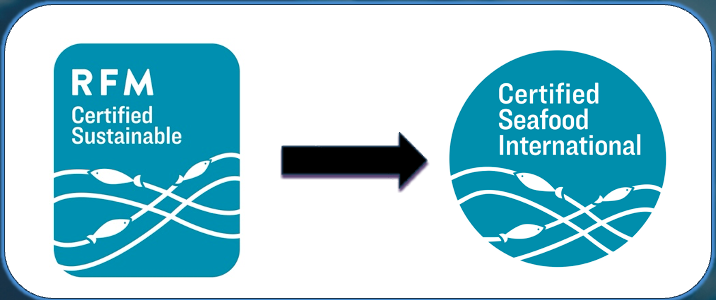 RFM
Certified
Sustainable
Certified
Seafood
International